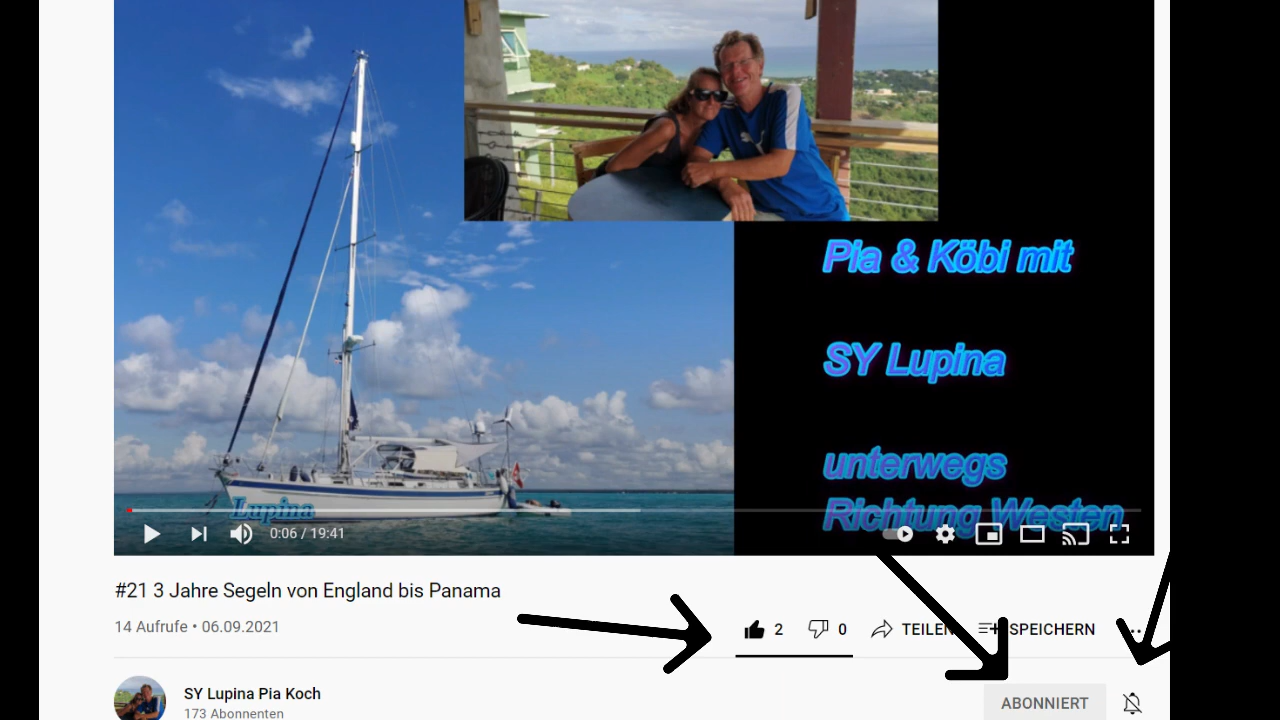 Pia & Köbi mit
SY Lupina
unterwegs
Richtung Westen
Lupina
0:06 / 19:41
#21 3 Jahre Segeln von England bis Panama
14 Aufrufe • 06.09.2021
2 0 TEILEN SPEICHERN
SY Lupina Pia Koch
173 Abonnenten
ABONNIERT